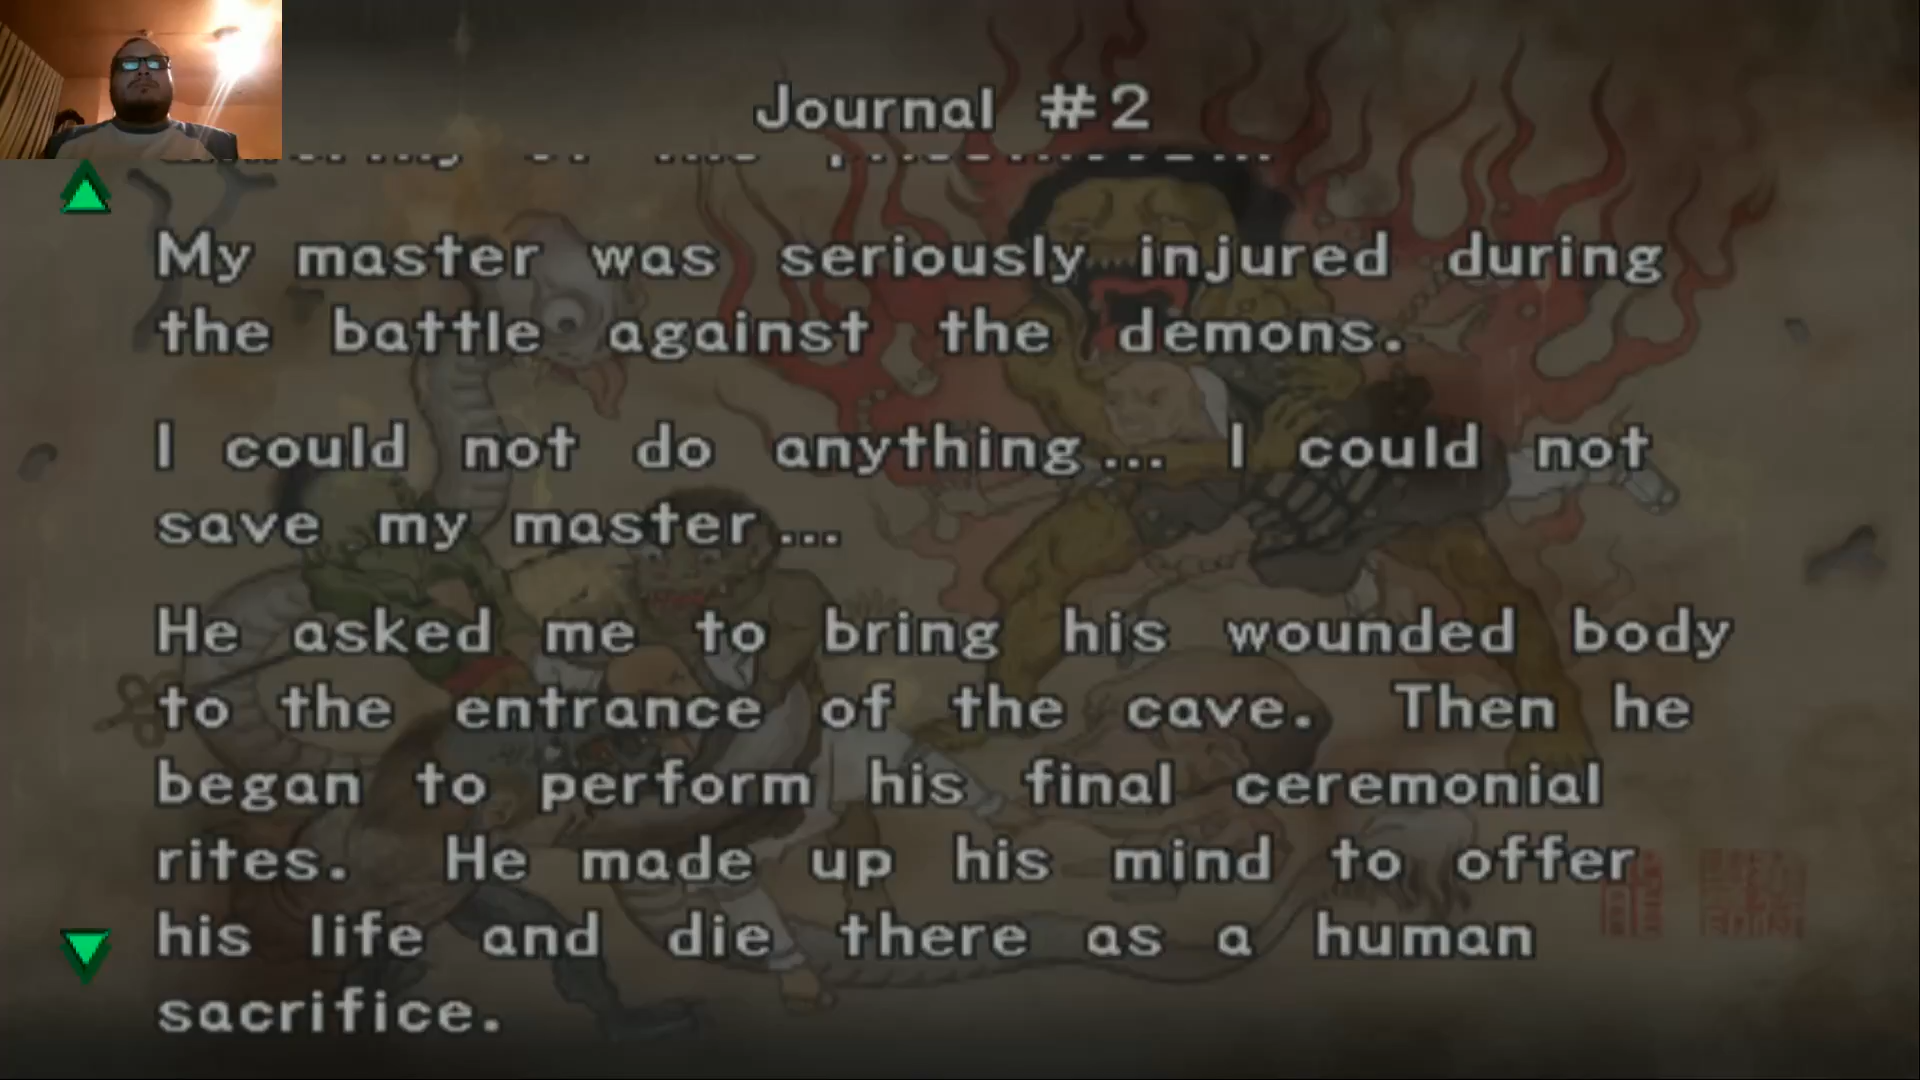 Journal #2
My master was seriously injured during
the battle against the demons.
I could not do anything... I could not
save my master...
He asked me to bring his wounded body
to the entrance of the cave. Then he
began to perform his final ceremonial
rites. He made up his mind to offer
his life and die there as a human
sacrifice.